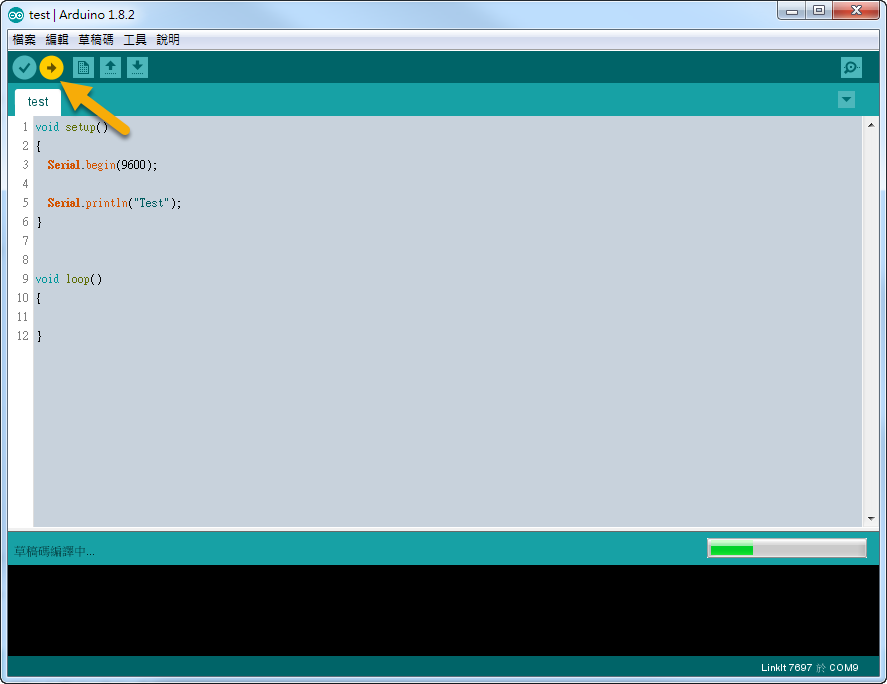 test | Arduino 1.8.2
檔案 編輯 草稿碼 工具 說明
test
1 void setup()
2 {
3   Serial.begin(9600);
4
5   Serial.println("Test");
6 }
7
8
9 void loop()
10 {
11
12 }
草稿碼編譯中...
LinkIt 7697 於 COM9